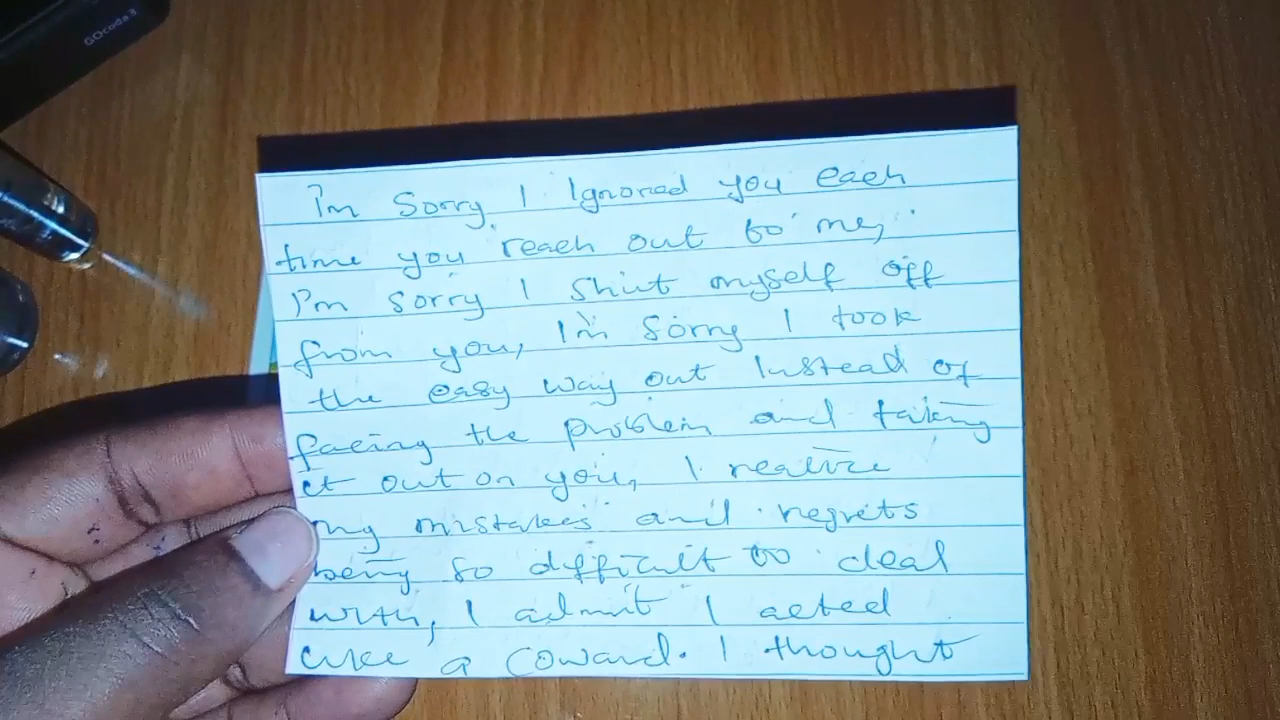 GOcoda3
I'm Sorry I Ignored you each
time you reach out to me,
I'm sorry I shut myself off
from you, I'm sorry I took
the easy way out Instead of
facing the problem and taking
it out on you, I realize
my mistakes and regrets
being so difficult to deal
with, I admit I acted
like a coward. I thought